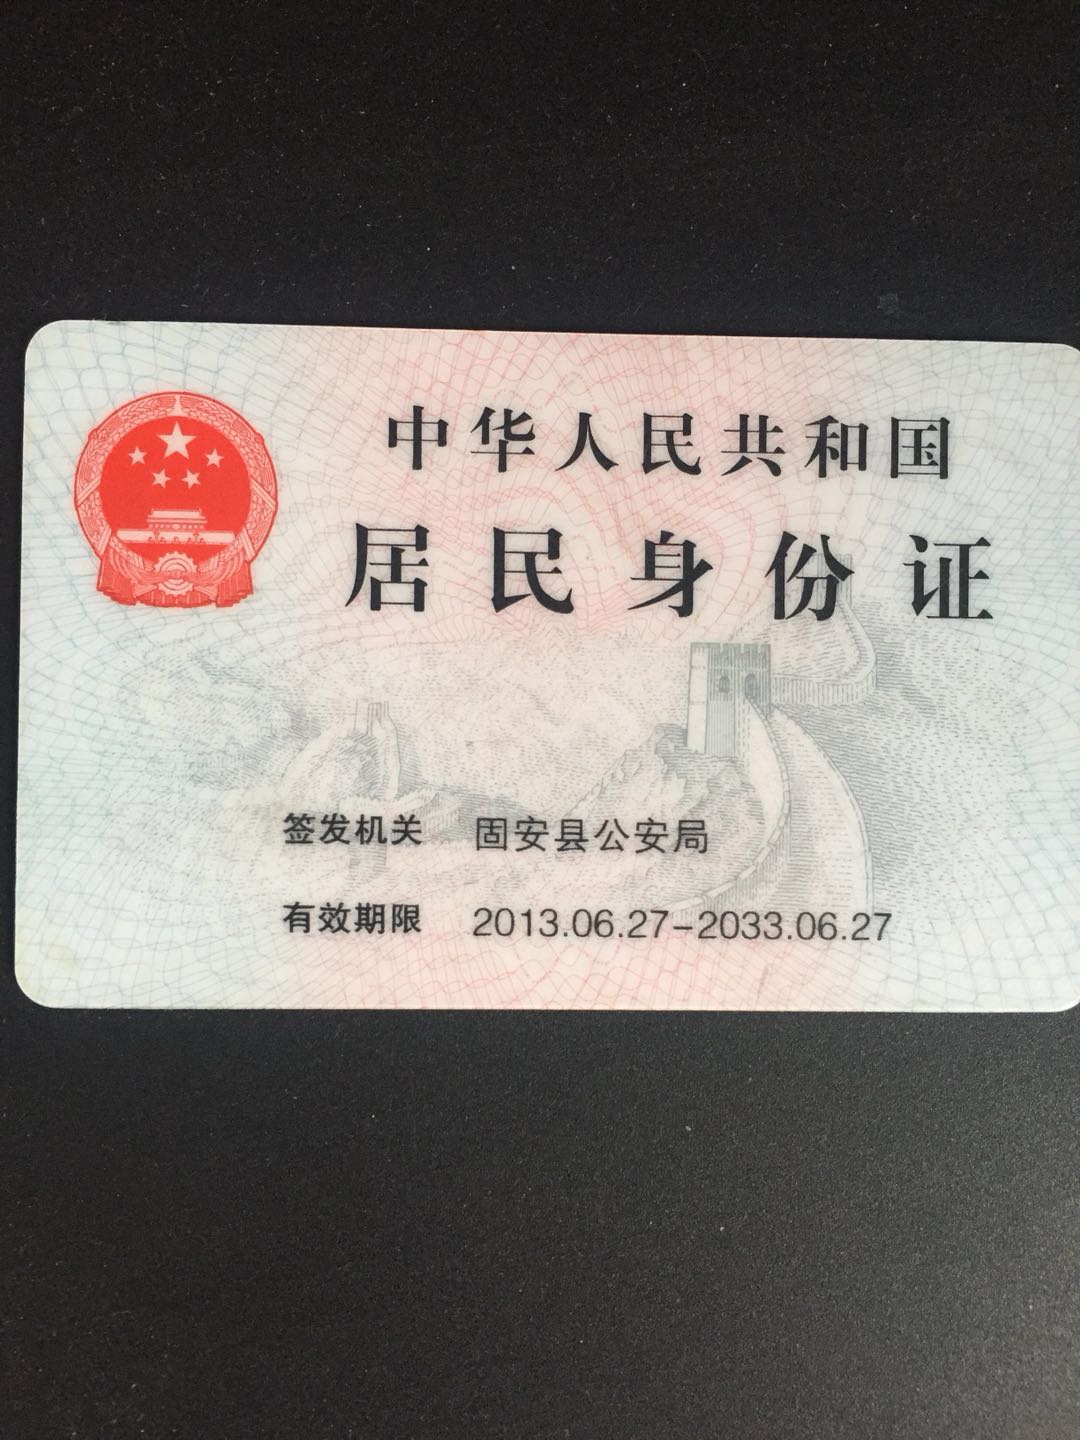 中华人民共和国
居民身份证
签发机关 固安县公安局
有效期限 2013.06.27-2033.06.27